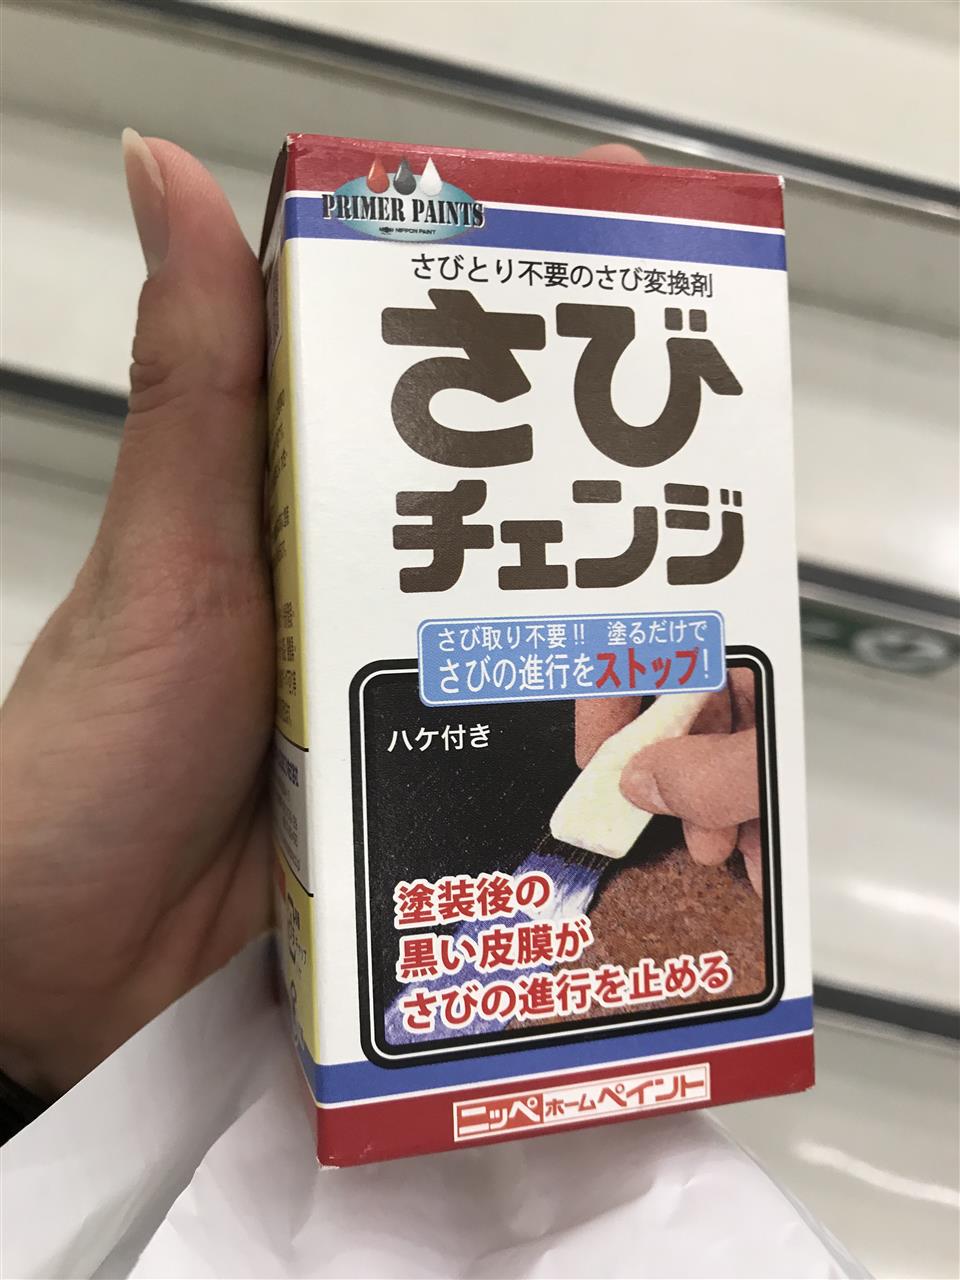 PRIMER PAINTS
NIPPON PAINT
さびとり不要のさび変換剤
さび
チェンジ
さび取り不要!! 塗るだけで
さびの進行をストップ!
ハケ付き
塗装後の
黒い皮膜が
さびの進行を止める
ニッペホームペイント